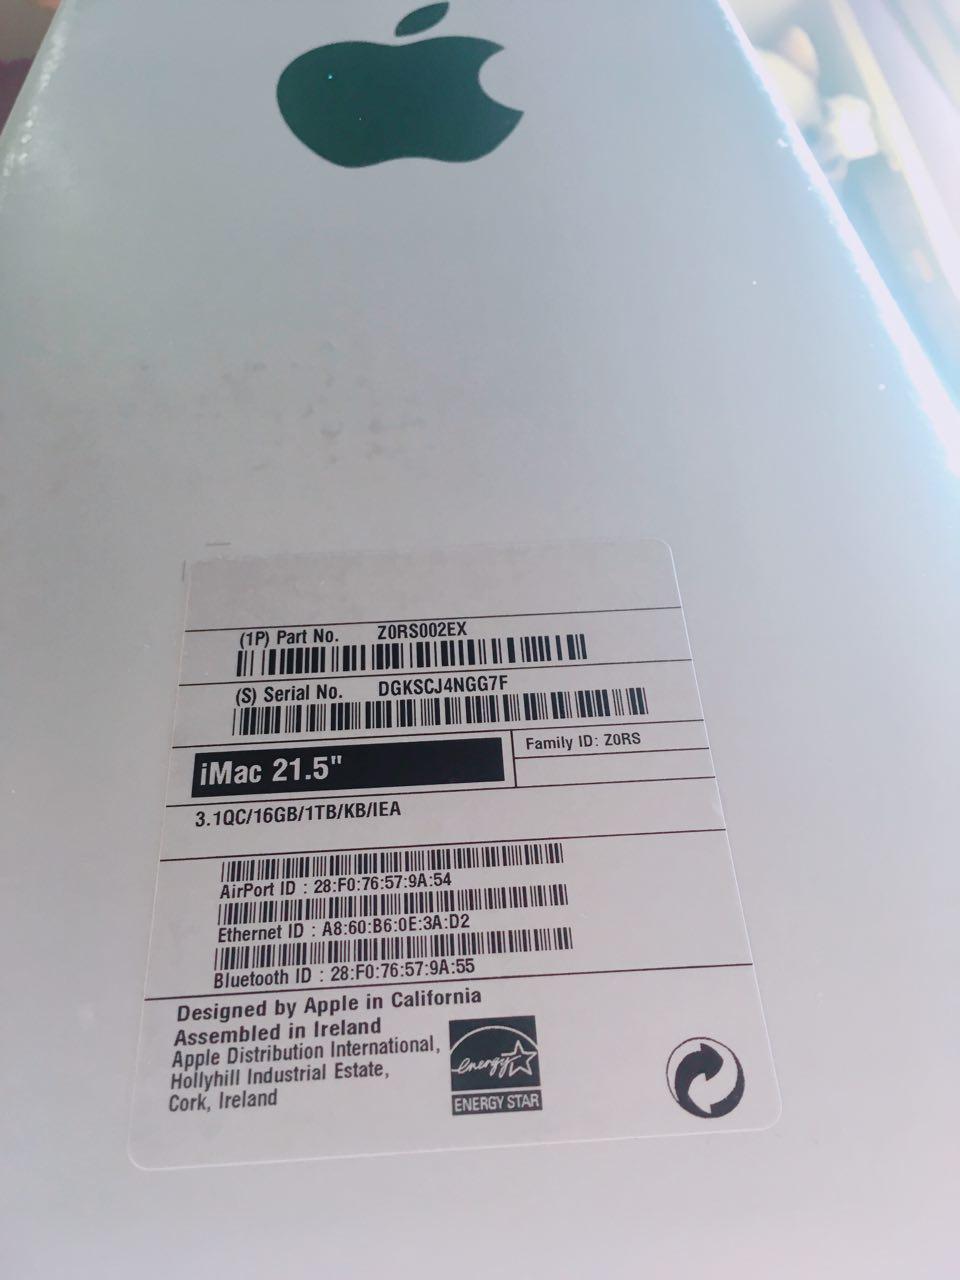 (1P) Part No. Z0RS002EX
(S) Serial No. DGKSCJ4NGG7F
iMac 21.5"
Family ID: Z0RS
3.1QC/16GB/1TB/KB/IEA
AirPort ID : 28:F0:76:57:9A:54
Ethernet ID : A8:60:B6:0E:3A:D2
Bluetooth ID : 28:F0:76:57:9A:55
Designed by Apple in California
Assembled in Ireland
Apple Distribution International,
Hollyhill Industrial Estate,
Cork, Ireland
energy
ENERGY STAR